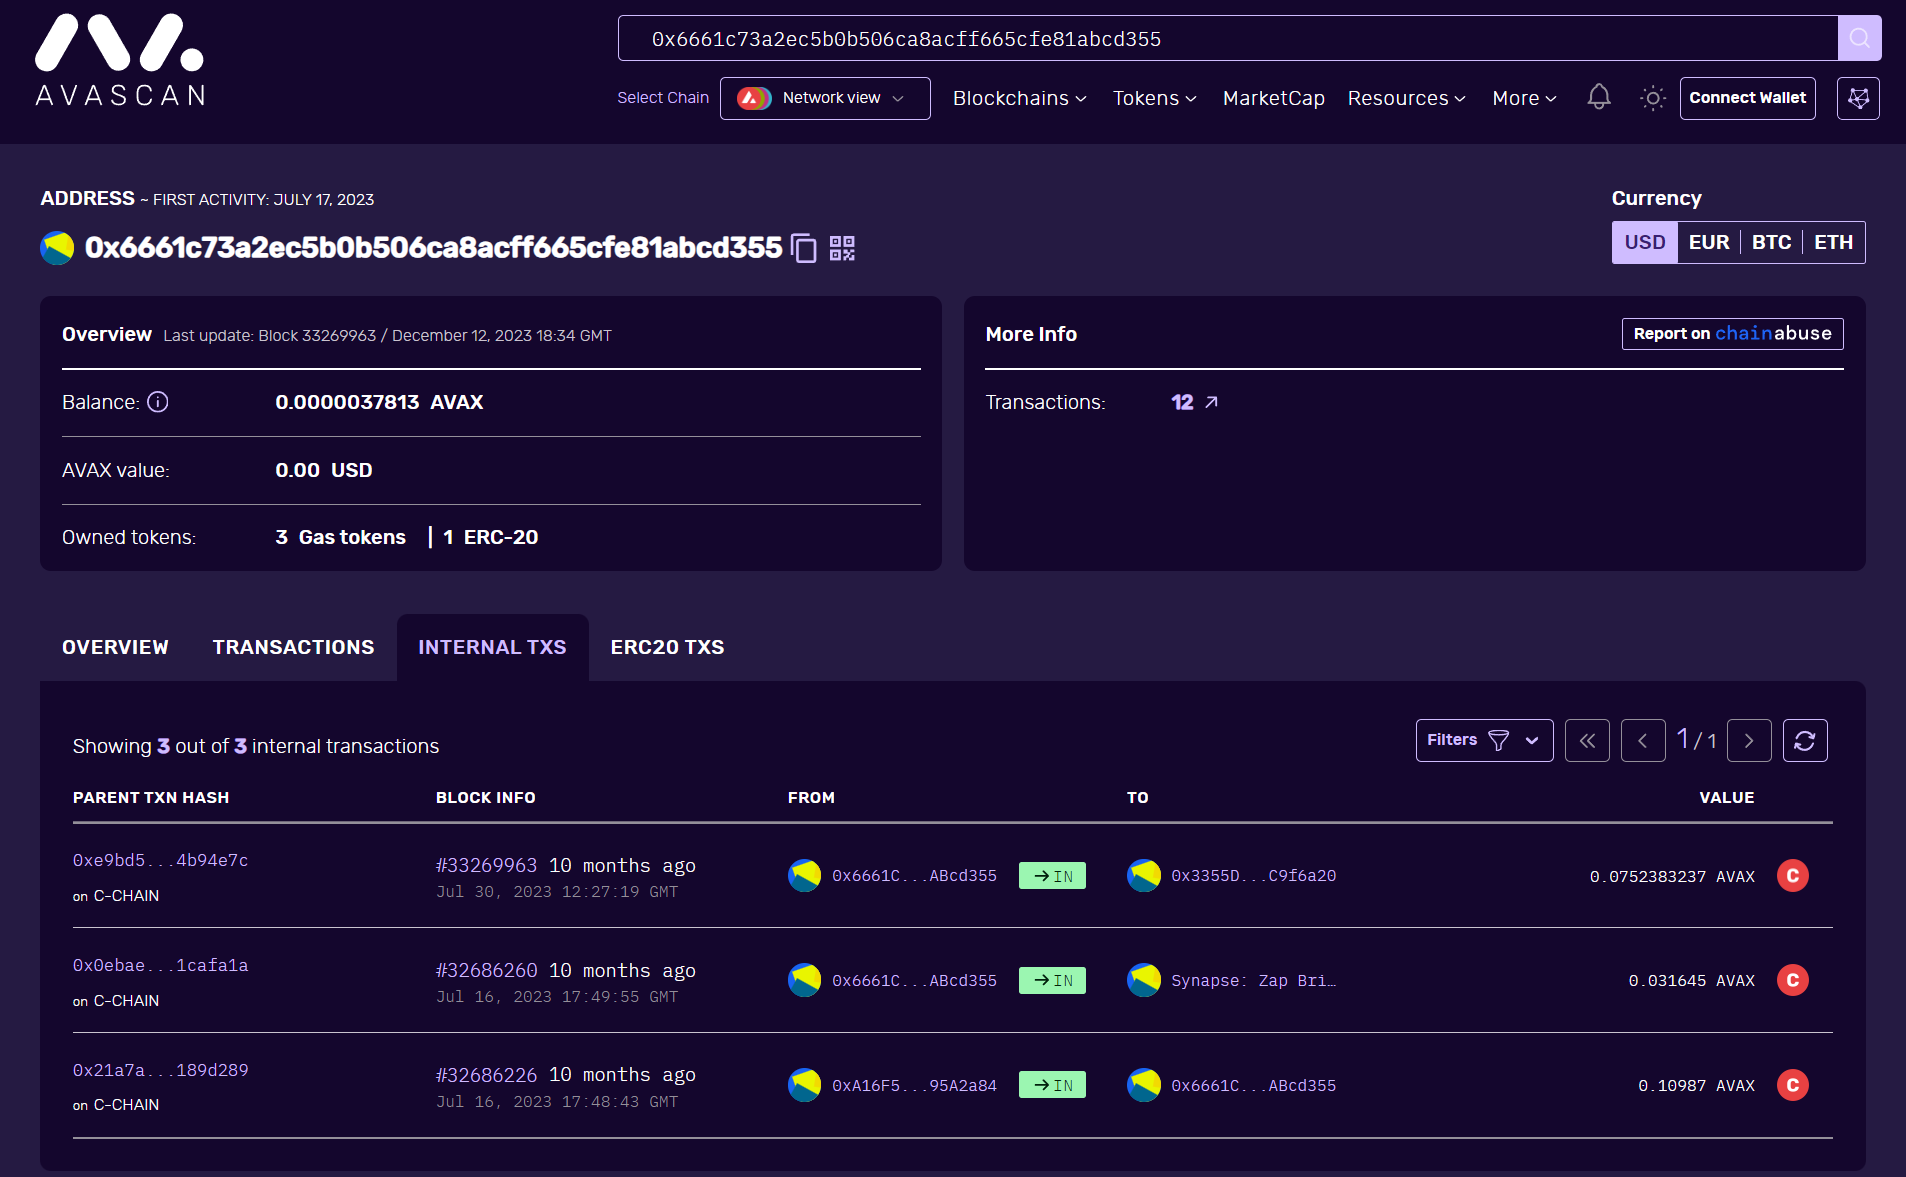 AVASCAN
0x6661c73a2ec5b0b506ca8acff665cfe81abcd355
Select Chain Network view Blockchains Tokens MarketCap Resources More Connect Wallet
ADDRESS ~ FIRST ACTIVITY: JULY 17, 2023
0x6661c73a2ec5b0b506ca8acff665cfe81abcd355
Currency
USD EUR BTC ETH
Overview Last update: Block 33269963 / December 12, 2023 18:34 GMT
Balance: 0.0000037813 AVAX
AVAX value: 0.00 USD
Owned tokens: 3 Gas tokens | 1 ERC-20
More Info Report on chainabuse
Transactions: 12
OVERVIEW TRANSACTIONS INTERNAL TXS ERC20 TXS
Showing 3 out of 3 internal transactions
Filters 1 / 1
PARENT TXN HASH BLOCK INFO FROM TO VALUE
0xe9bd5...4b94e7c #33269963 10 months ago 0x6661C...ABcd355 IN 0x3355D...C9f6a20 0.0752383237 AVAX C
on C-CHAIN Jul 30, 2023 12:27:19 GMT
0x0ebae...1cafa1a #32686260 10 months ago 0x6661C...ABcd355 IN Synapse: Zap Bri… 0.031645 AVAX C
on C-CHAIN Jul 16, 2023 17:49:55 GMT
0x21a7a...189d289 #32686226 10 months ago 0xA16F5...95A2a84 IN 0x6661C...ABcd355 0.10987 AVAX C
on C-CHAIN Jul 16, 2023 17:48:43 GMT